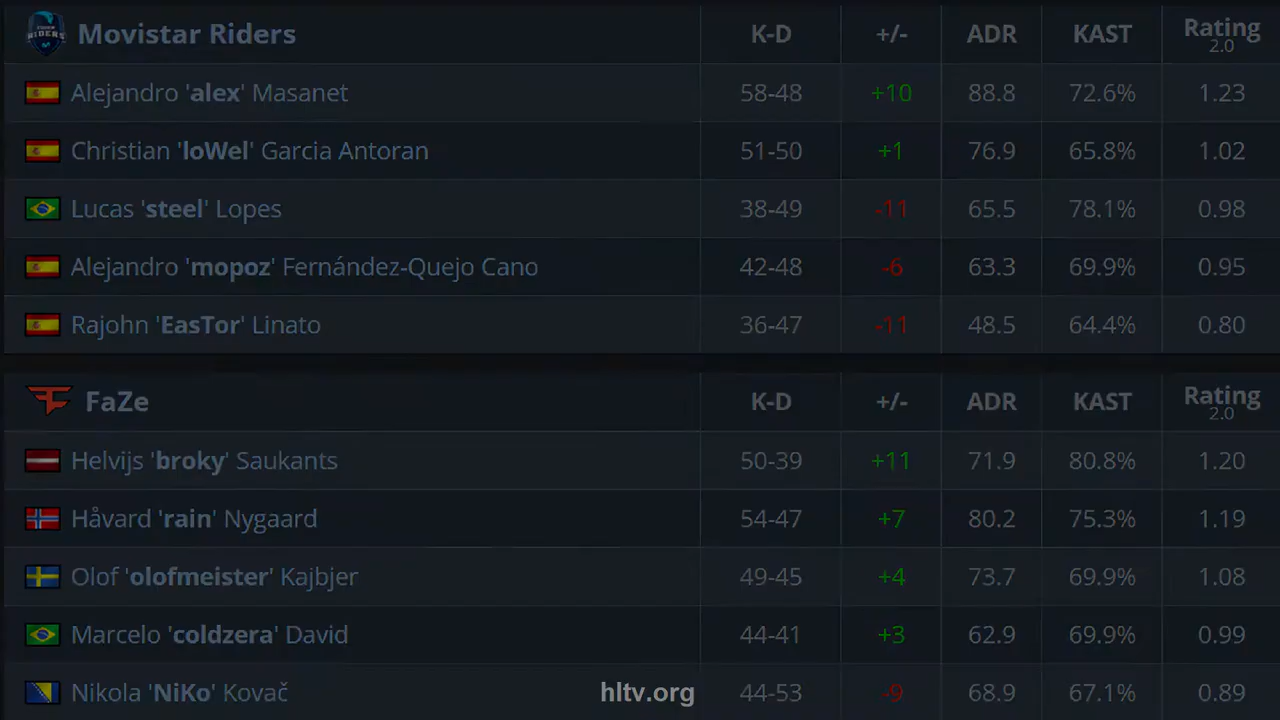 Movistar Riders K-D +/- ADR KAST Rating 2.0
Alejandro 'alex' Masanet 58-48 +10 88.8 72.6% 1.23
Christian 'loWel' Garcia Antoran 51-50 +1 76.9 65.8% 1.02
Lucas 'steel' Lopes 38-49 -11 65.5 78.1% 0.98
Alejandro 'mopoz' Fernández-Quejo Cano 42-48 -6 63.3 69.9% 0.95
Rajohn 'EasTor' Linato 36-47 -11 48.5 64.4% 0.80
FaZe K-D +/- ADR KAST Rating 2.0
Helvijs 'broky' Saukants 50-39 +11 71.9 80.8% 1.20
Håvard 'rain' Nygaard 54-47 +7 80.2 75.3% 1.19
Olof 'olofmeister' Kajbjer 49-45 +4 73.7 69.9% 1.08
Marcelo 'coldzera' David 44-41 +3 62.9 69.9% 0.99
Nikola 'NiKo' Kovač 44-53 -9 68.9 67.1% 0.89
hltv.org